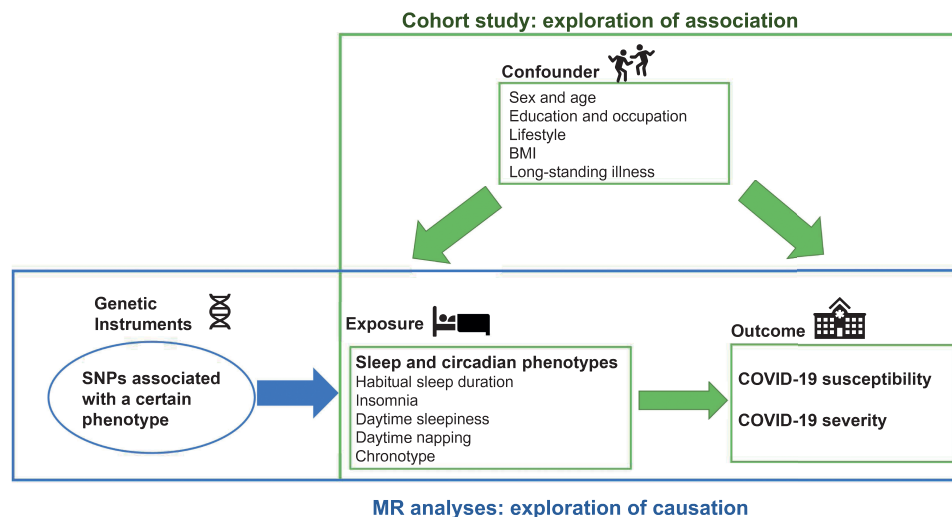 Cohort study: exploration of association
Confounder
Sex and age
Education and occupation
Lifestyle
BMI
Long-standing illness
Genetic
Instruments
SNPs associated
with a certain
phenotype
Exposure
Sleep and circadian phenotypes
Habitual sleep duration
Insomnia
Daytime sleepiness
Daytime napping
Chronotype
Outcome
COVID-19 susceptibility
COVID-19 severity
MR analyses: exploration of causation